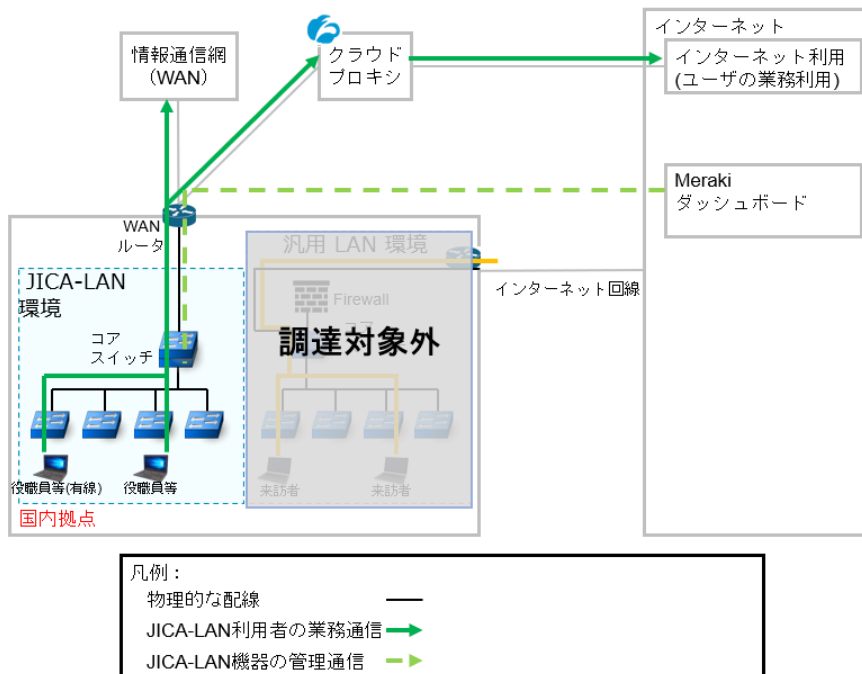 インターネット
情報通信網
(WAN)
クラウド
プロキシ
インターネット利用
(ユーザの業務利用)
Meraki
ダッシュボード
WAN
ルータ
汎用 LAN 環境
JICA-LAN
環境
Firewall
コア
インターネット回線
コア
スイッチ
調達対象外
役職員等(有線)
役職員等
来訪者
来訪者
国内拠点
凡例：
物理的な配線
JICA-LAN利用者の業務通信
JICA-LAN機器の管理通信